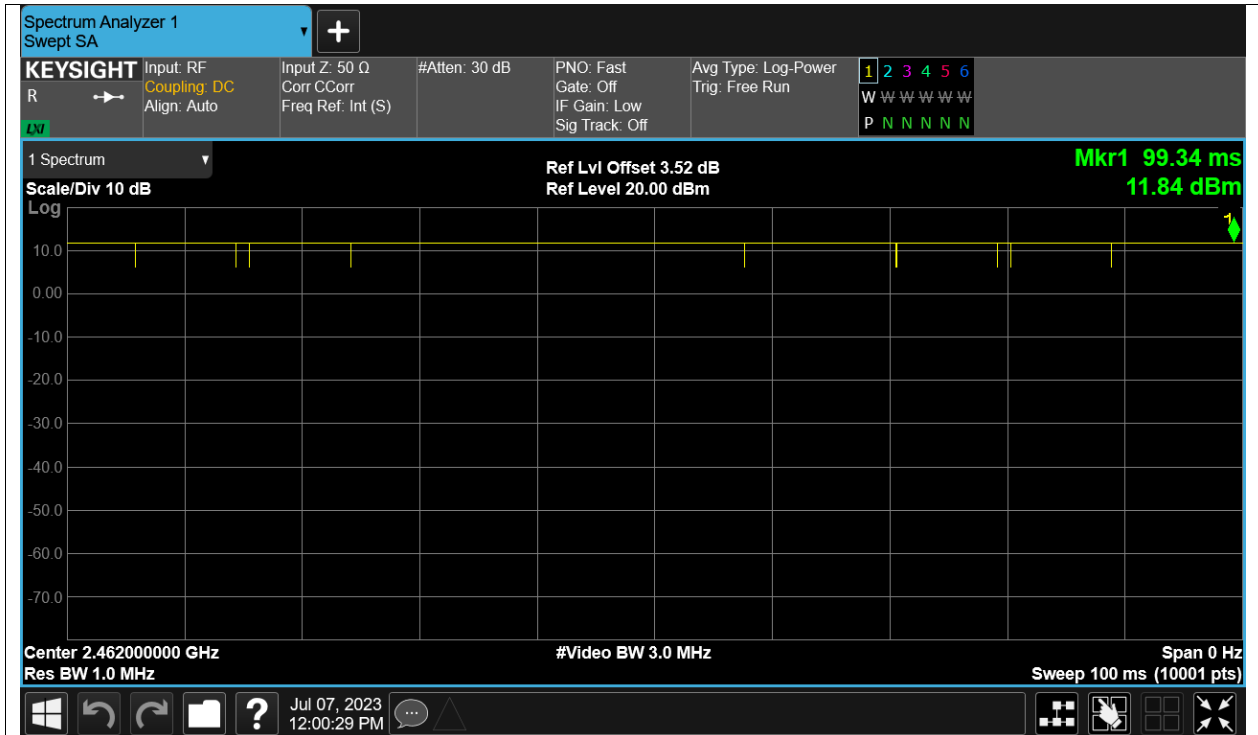 Spectrum Analyzer 1
Swept SA
KEYSIGHT
R
LXI
Input: RF
Coupling: DC
Align: Auto
Input Z: 50 Ω
Corr CCorr
Freq Ref: Int (S)
#Atten: 30 dB
PNO: Fast
Gate: Off
IF Gain: Low
Sig Track: Off
Avg Type: Log-Power
Trig: Free Run
1 2 3 4 5 6
W W W W W W
P N N N N N
1 Spectrum
Scale/Div 10 dB
Log
Ref Lvl Offset 3.52 dB
Ref Level 20.00 dBm
Mkr1 99.34 ms
11.84 dBm
1
10.0
0.00
-10.0
-20.0
-30.0
-40.0
-50.0
-60.0
-70.0
Center 2.462000000 GHz
Res BW 1.0 MHz
#Video BW 3.0 MHz
Span 0 Hz
Sweep 100 ms (10001 pts)
?
Jul 07, 2023
12:00:29 PM